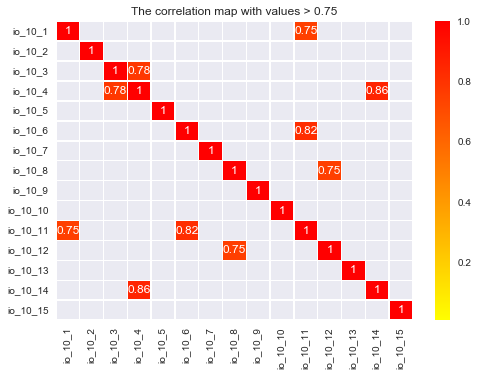 The correlation map with values > 0.75
io_10_1 1 0.75
io_10_2 1
io_10_3 1 0.78
io_10_4 0.78 1 0.86
io_10_5 1
io_10_6 1 0.82
io_10_7 1
io_10_8 1 0.75
io_10_9 1
io_10_10 1
io_10_11 0.75 0.82 1
io_10_12 0.75 1
io_10_13 1
io_10_14 0.86 1
io_10_15 1
io_10_1 io_10_2 io_10_3 io_10_4 io_10_5 io_10_6 io_10_7 io_10_8 io_10_9 io_10_10 io_10_11 io_10_12 io_10_13 io_10_14 io_10_15
1.0
0.8
0.6
0.4
0.2